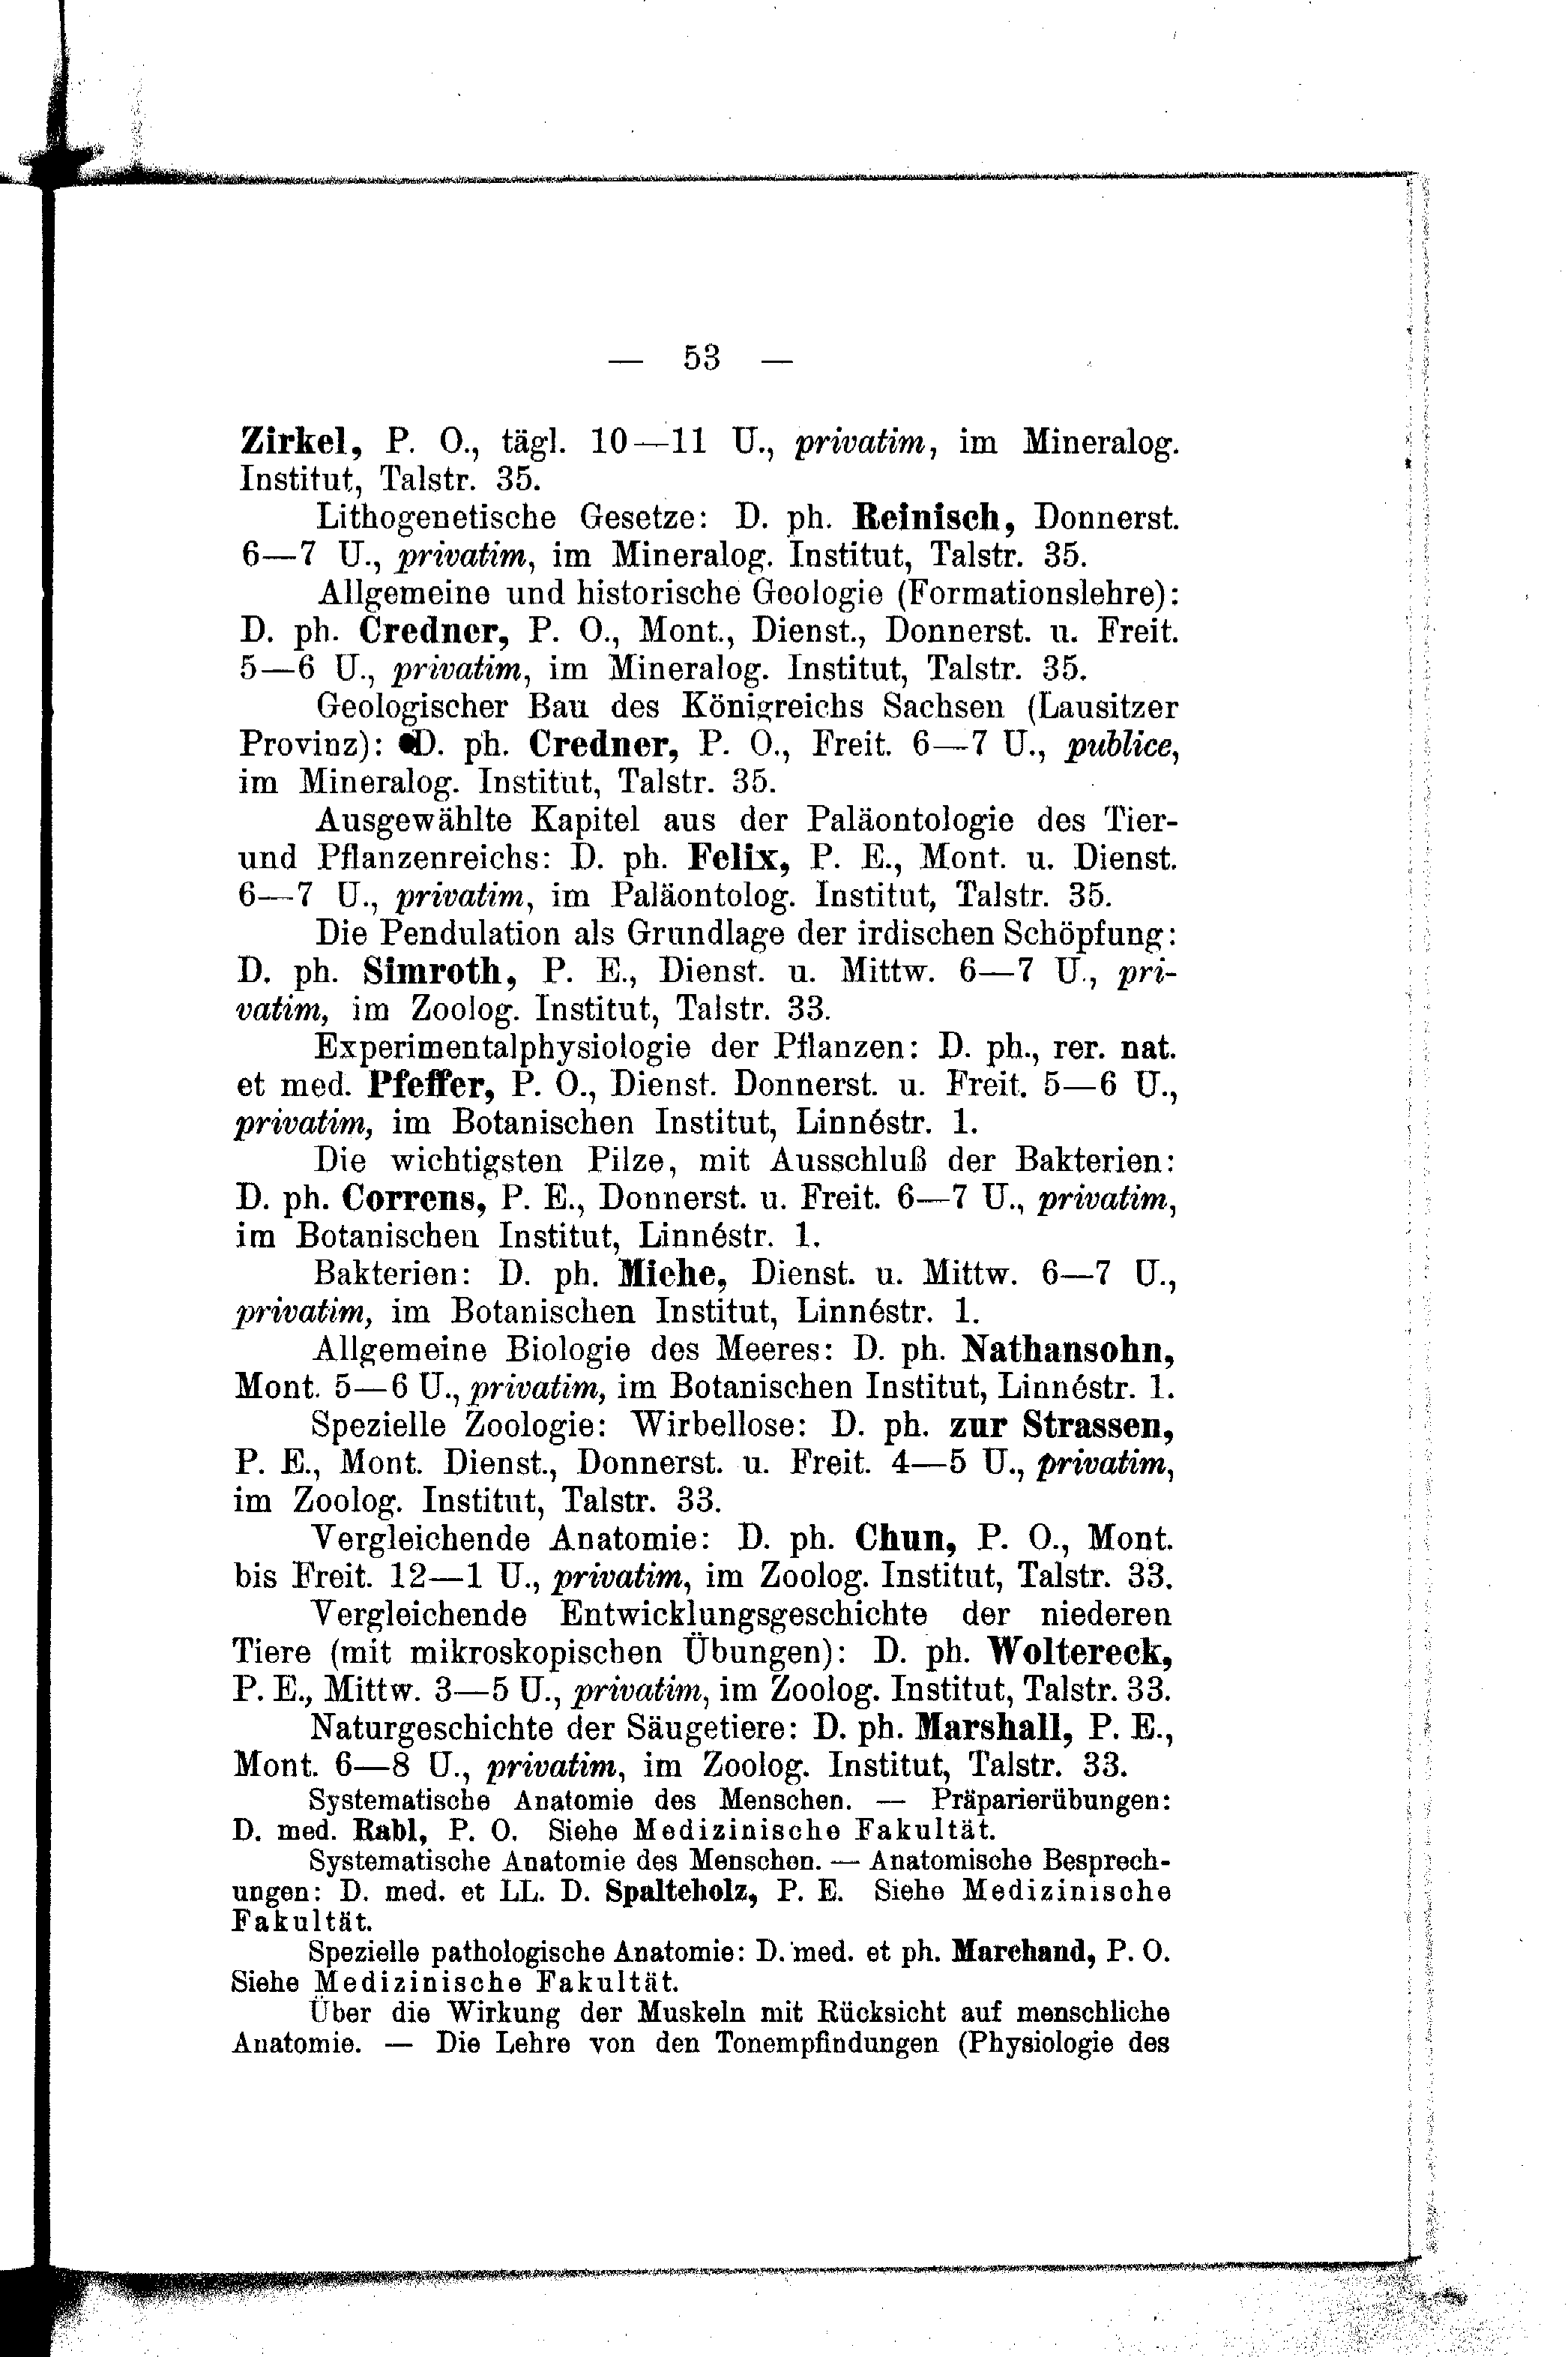 — 53 —
Zirkel, P. O., tägl. 10—11 U., privatim, im Mineralog.
Institut, Talstr. 35.
Lithogenetische Gesetze: D. ph. Reinisch, Donnerst.
6—7 U., privatim, im Mineralog. Institut, Talstr. 35.
Allgemeine und historische Geologie (Formationslehre):
D. ph. Credner, P. O., Mont., Dienst., Donnerst. u. Freit.
5—6 U., privatim, im Mineralog. Institut, Talstr. 35.
Geologischer Bau des Königreichs Sachsen (Lausitzer
Provinz): D. ph. Credner, P. O., Freit. 6—7 U., publice,
im Mineralog. Institut, Talstr. 35.
Ausgewählte Kapitel aus der Paläontologie des Tier-
und Pflanzenreichs: D. ph. Felix, P. E., Mont. u. Dienst.
6—7 U., privatim, im Paläontolog. Institut, Talstr. 35.
Die Pendulation als Grundlage der irdischen Schöpfung:
D. ph. Simroth, P. E., Dienst. u. Mittw. 6—7 U., pri-
vatim, im Zoolog. Institut, Talstr. 33.
Experimentalphysiologie der Pflanzen: D. ph., rer. nat.
et med. Pfeffer, P. O., Dienst. Donnerst. u. Freit. 5—6 U.,
privatim, im Botanischen Institut, Linnéstr. 1.
Die wichtigsten Pilze, mit Ausschluß der Bakterien:
D. ph. Correns, P. E., Donnerst. u. Freit. 6—7 U., privatim,
im Botanischen Institut, Linnéstr. 1.
Bakterien: D. ph. Miehe, Dienst. u. Mittw. 6—7 U.,
privatim, im Botanischen Institut, Linnéstr. 1.
Allgemeine Biologie des Meeres: D. ph. Nathansohn,
Mont. 5—6 U., privatim, im Botanischen Institut, Linnéstr. 1.
Spezielle Zoologie: Wirbellose: D. ph. zur Strassen,
P. E., Mont. Dienst., Donnerst. u. Freit. 4—5 U., privatim,
im Zoolog. Institut, Talstr. 33.
Vergleichende Anatomie: D. ph. Chun, P. O., Mont.
bis Freit. 12—1 U., privatim, im Zoolog. Institut, Talstr. 33.
Vergleichende Entwicklungsgeschichte der niederen
Tiere (mit mikroskopischen Übungen): D. ph. Woltereck,
P. E., Mittw. 3—5 U., privatim, im Zoolog. Institut, Talstr. 33.
Naturgeschichte der Säugetiere: D. ph. Marshall, P. E.,
Mont. 6—8 U., privatim, im Zoolog. Institut, Talstr. 33.
Systematische Anatomie des Menschen. — Präparierübungen:
D. med. Rabl, P. O. Siehe Medizinische Fakultät.
Systematische Anatomie des Menschen. — Anatomische Besprech-
ungen: D. med. et LL. D. Spalteholz, P. E. Siehe Medizinische
Fakultät.
Spezielle pathologische Anatomie: D. med. et ph. Marchand, P. O.
Siehe Medizinische Fakultät.
Über die Wirkung der Muskeln mit Rücksicht auf menschliche
Anatomie. — Die Lehre von den Tonempfindungen (Physiologie des